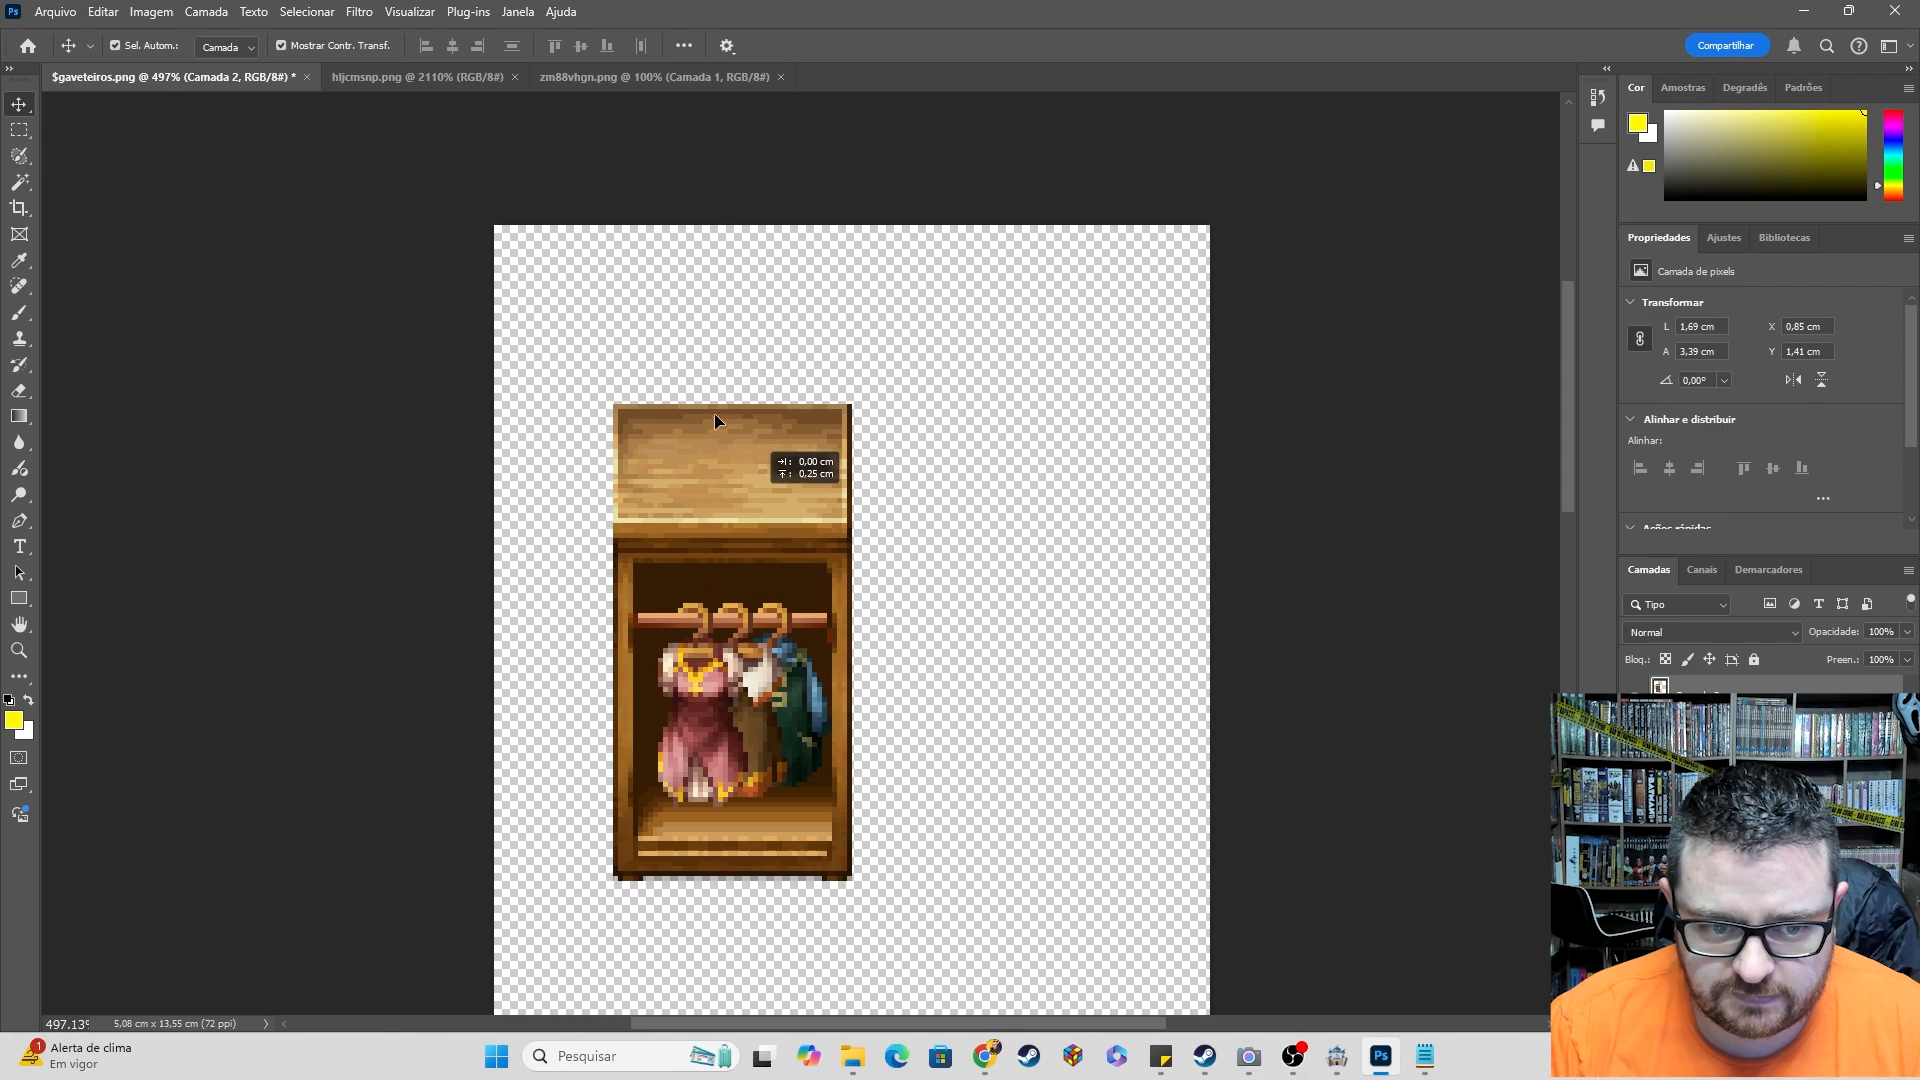 Ps Arquivo Editar Imagem Camada Texto Selecionar Filtro Visualizar Plug-ins Janela Ajuda
Sel. Autom.: Camada Mostrar Contr. Transf. Compartilhar
$gaveteiros.png @ 497% (Camada 2, RGB/8#) * hljcmsnp.png @ 2110% (RGB/8#) zm88vhgn.png @ 100% (Camada 1, RGB/8#)
Cor Amostras Degradês Padrões
Propriedades Ajustes Bibliotecas
Camada de pixels
Transformar
L 1,69 cm X 0,85 cm
A 3,39 cm Y 1,41 cm
0,00°
Alinhar e distribuir
Alinhar:
Ações rápidas
0,00 cm
0,25 cm
Camadas Canais Demarcadores
Tipo
Normal Opacidade: 100%
Bloq.: Preen.: 100%
497.13% 5,08 cm x 13,55 cm (72 ppi)
1 Alerta de clima
Em vigor
Pesquisar
Ps